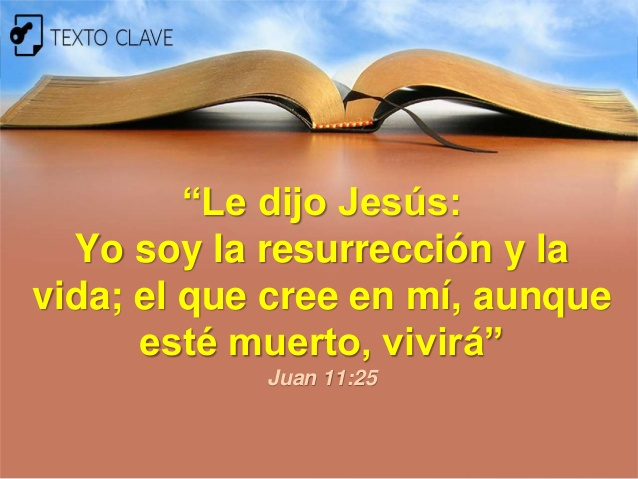 TEXTO CLAVE
“Le dijo Jesús:
Yo soy la resurrección y la
vida; el que cree en mí, aunque
esté muerto, vivirá”
Juan 11:25